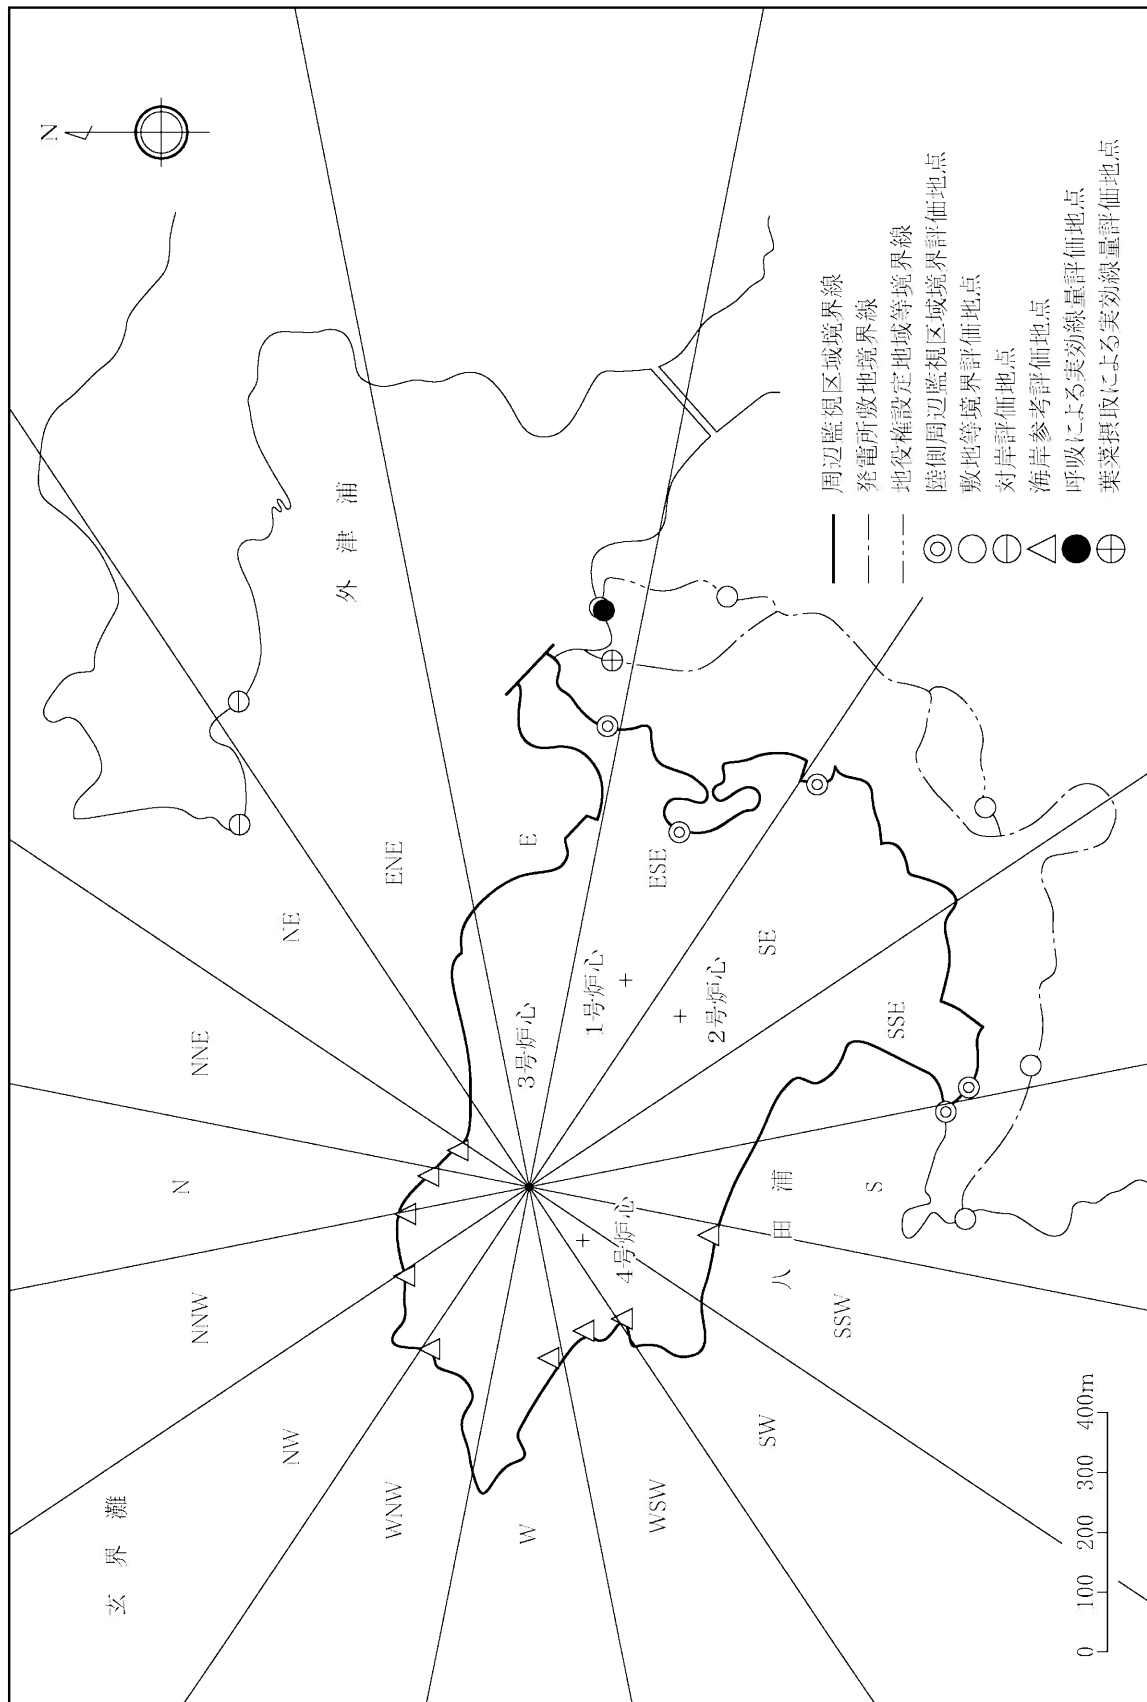 N
玄界灘
外津浦
八田浦
N
NNE
NE
ENE
E
ESE
SE
SSE
S
SSW
SW
WSW
W
WNW
NW
NNW
3号炉心
1号炉心
2号炉心
4号炉心
周辺監視区域境界線
発電所敷地境界線
地役権設定地域等境界線
陸側周辺監視区域境界評価地点
敷地等境界評価地点
対岸評価地点
海岸参考評価地点
呼吸による実効線量評価地点
葉菜摂取による実効線量評価地点
0 100 200 300 400m